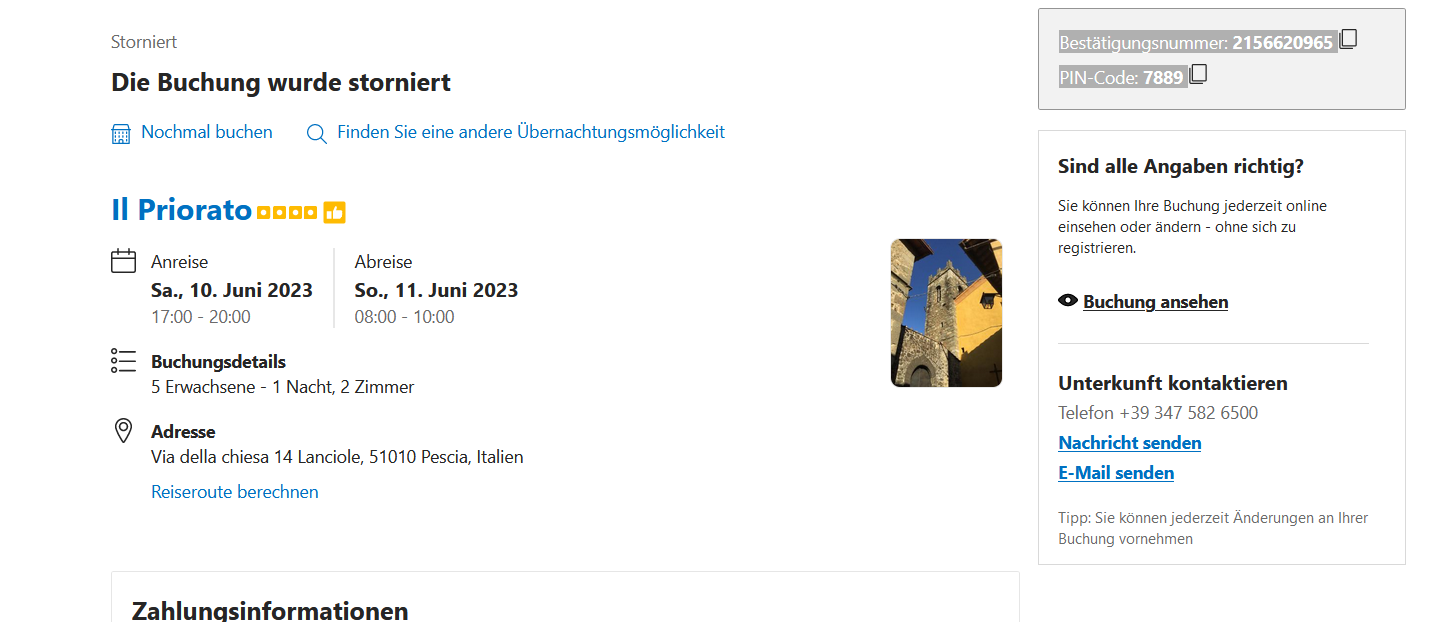 Storniert
Die Buchung wurde storniert
Nochmal buchen
Finden Sie eine andere Übernachtungsmöglichkeit
Il Priorato
Anreise
Sa., 10. Juni 2023
17:00 - 20:00
Abreise
So., 11. Juni 2023
08:00 - 10:00
Buchungsdetails
5 Erwachsene - 1 Nacht, 2 Zimmer
Adresse
Via della chiesa 14 Lanciole, 51010 Pescia, Italien
Reiseroute berechnen
Zahlungsinformationen
Bestätigungsnummer: 2156620965
PIN-Code: 7889
Sind alle Angaben richtig?
Sie können Ihre Buchung jederzeit online
einsehen oder ändern - ohne sich zu
registrieren.
Buchung ansehen
Unterkunft kontaktieren
Telefon +39 347 582 6500
Nachricht senden
E-Mail senden
Tipp: Sie können jederzeit Änderungen an Ihrer
Buchung vornehmen